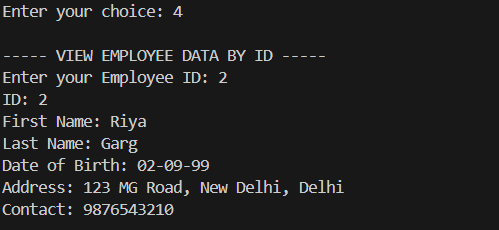 Enter your choice: 4
----- VIEW EMPLOYEE DATA BY ID -----
Enter your Employee ID: 2
ID: 2
First Name: Riya
Last Name: Garg
Date of Birth: 02-09-99
Address: 123 MG Road, New Delhi, Delhi
Contact: 9876543210